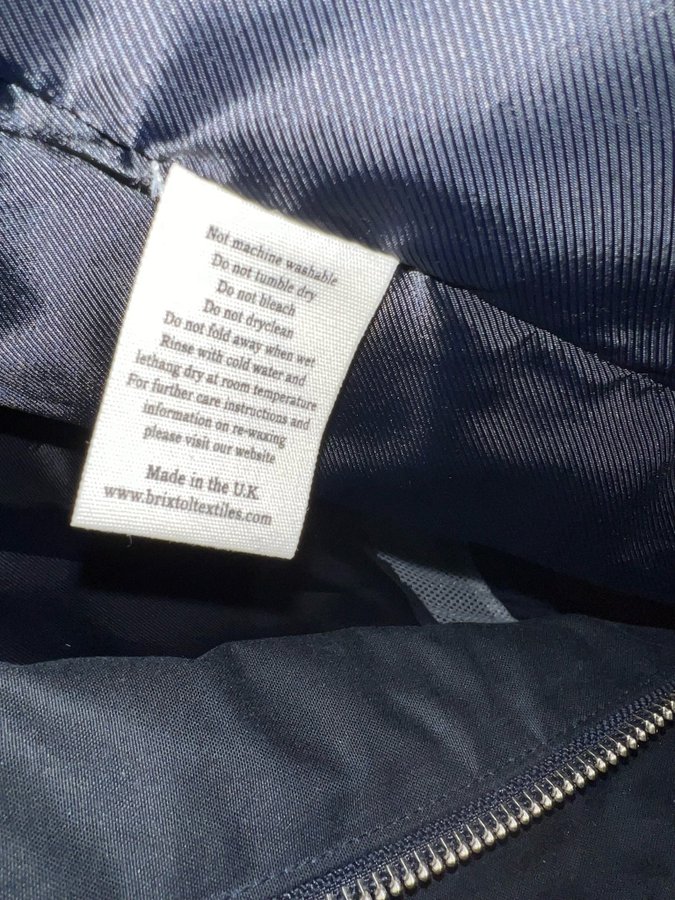 Not machine washable
Do not tumble dry
Do not bleach
Do not dryclean
Do not fold away when wet
Rinse with cold water and
lethang dry at room temperature
For further care instructions and
information on re-waxing
please visit our website
Made in the U.K.
www.brixtoltextiles.com